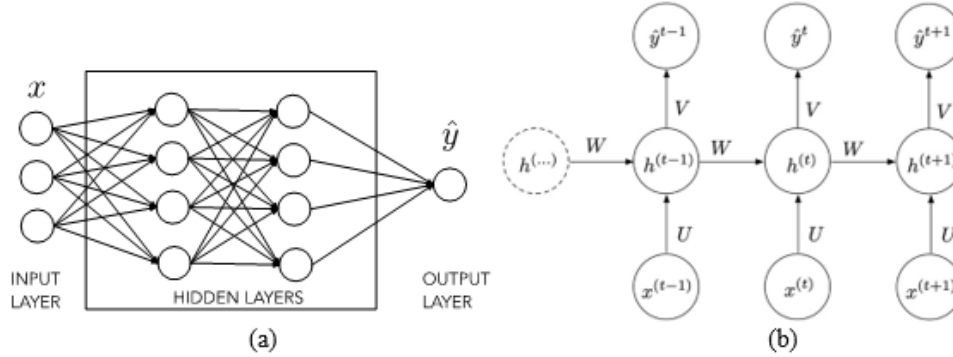 x
ŷ
INPUT
LAYER
HIDDEN LAYERS
OUTPUT
LAYER
(a)
ŷ^{t−1} ŷ^{t} ŷ^{t+1}
V V V
h^{(...)} W h^{(t−1)} W h^{(t)} W h^{(t+1)}
U U U
x^{(t−1)} x^{(t)} x^{(t+1)}
(b)